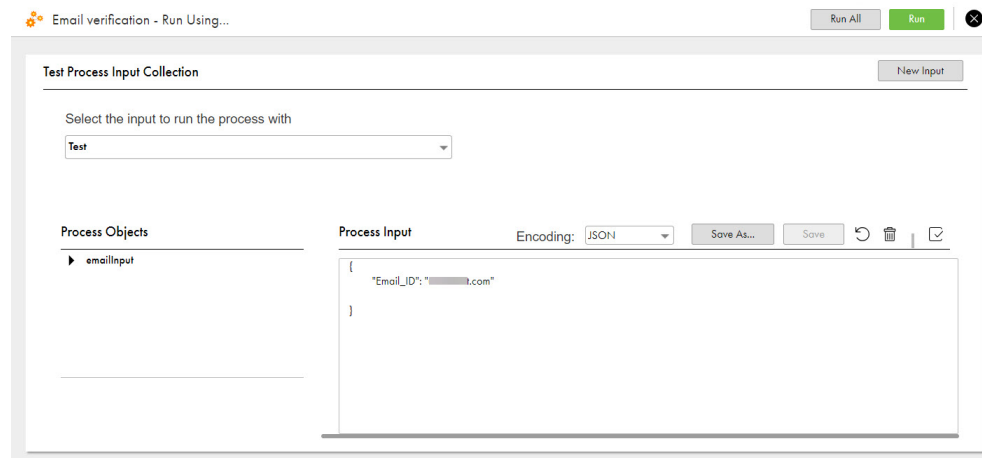 Email verification - Run Using...
Run All
Run
Test Process Input Collection
New Input
Select the input to run the process with
Test
Process Objects
Process Input
Encoding:
JSON
Save As...
Save
emailInput
{
"Email_ID": " t.com"
}